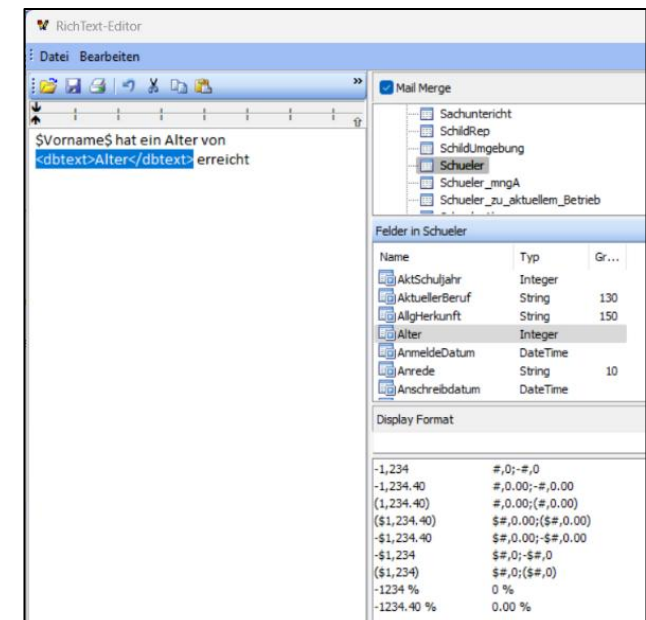 RichText-Editor
Datei Bearbeiten
»
$Vorname$ hat ein Alter von
<dbtext>Alter</dbtext> erreicht
Mail Merge
Sachuntericht
SchildRep
SchildUmgebung
Schueler
Schueler_mngA
Schueler_zu_aktuellem_Betrieb
Felder in Schueler
Name Typ Gr...
AktSchuljahr Integer
AktuellerBeruf String 130
AllgHerkunft String 150
Alter Integer
AnmeldeDatum DateTime
Anrede String 10
Anschreibdatum DateTime
Display Format
-1,234 #,0;-#,0
-1,234.40 #,0.00;-#,0.00
(1,234.40) #,0.00;(#,0.00)
($1,234.40) $#,0.00;($#,0.00)
-$1,234.40 $#,0.00;-$#,0.00
-$1,234 $#,0;-$#,0
($1,234) $#,0;($#,0)
-1234 % 0 %
-1234.40 % 0.00 %